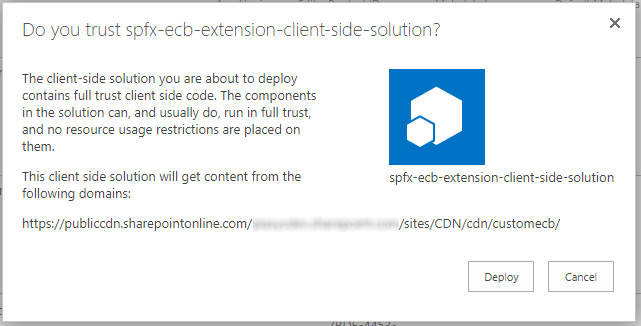 Do you trust spfx-ecb-extension-client-side-solution?
The client-side solution you are about to deploy
contains full trust client side code. The components
in the solution can, and usually do, run in full trust,
and no resource usage restrictions are placed on
them.
spfx-ecb-extension-client-side-solution
This client side solution will get content from the
following domains:
https://publiccdn.sharepointonline.com/ /sites/CDN/cdn/customecb/
Deploy
Cancel